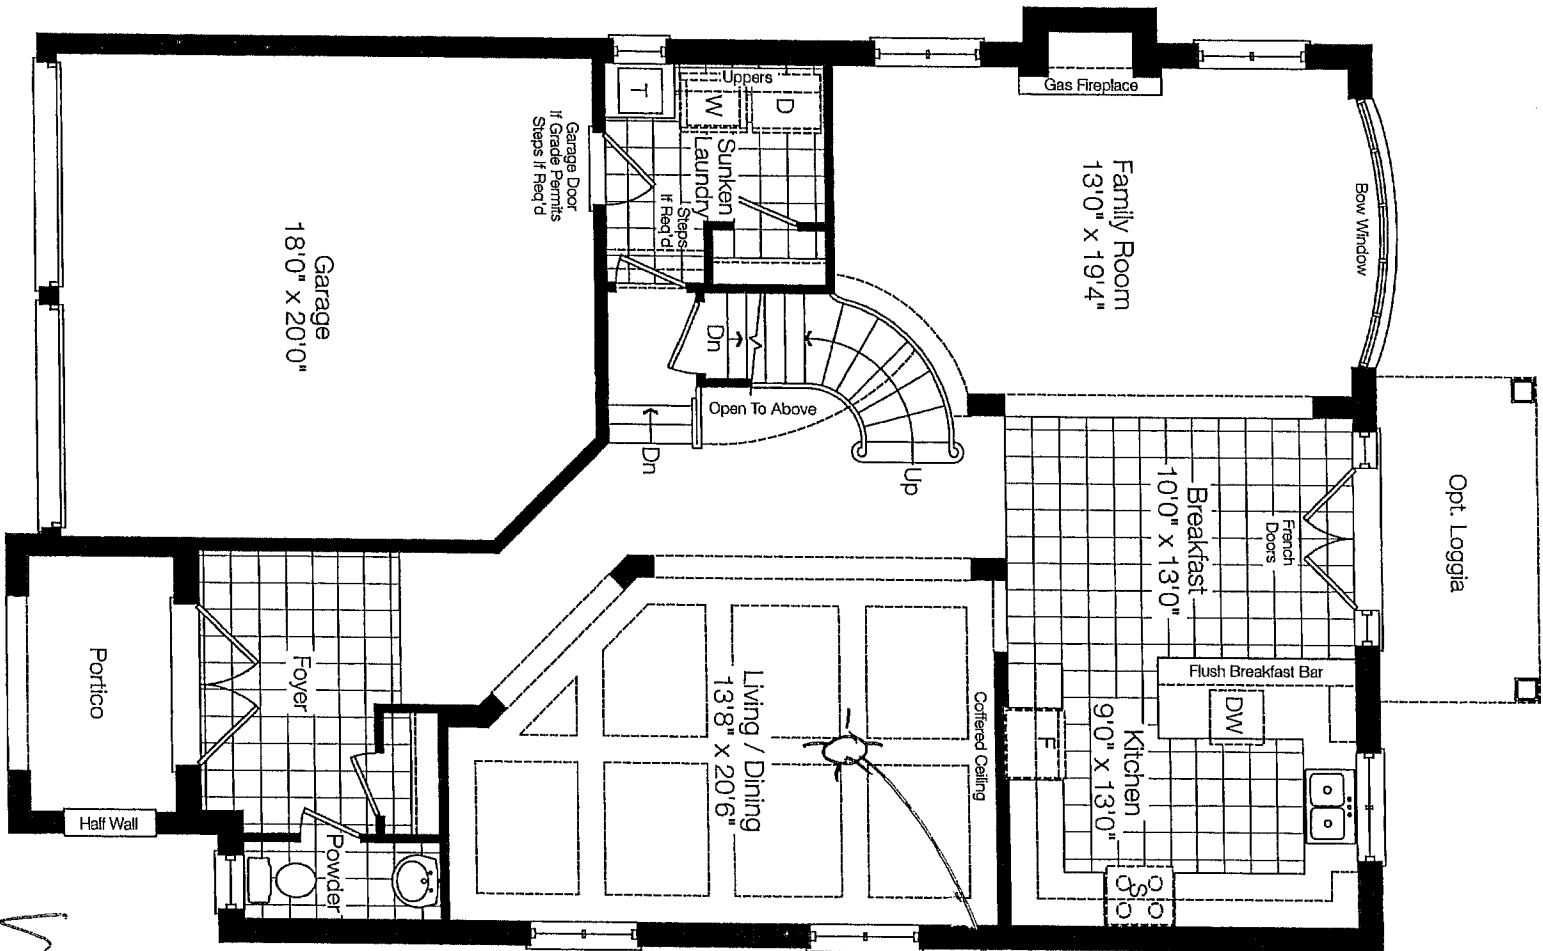 Gas Fireplace
Uppers
T
W
D
Sunken
Laundry
Steps
If Req'd
Garage Door
If Grade Permits
Steps If Req'd
Garage
18'0" x 20'0"
Family Room
13'0" x 19'4"
Bow Window
Dn
Open To Above
Up
Dn
Breakfast
10'0" x 13'0"
French
Doors
Opt. Loggia
Flush Breakfast Bar
DW
Kitchen
9'0" x 13'0"
F
S
Coffered Ceiling
Living / Dining
13'8" x 20'6"
Foyer
Portico
Half Wall
Powder